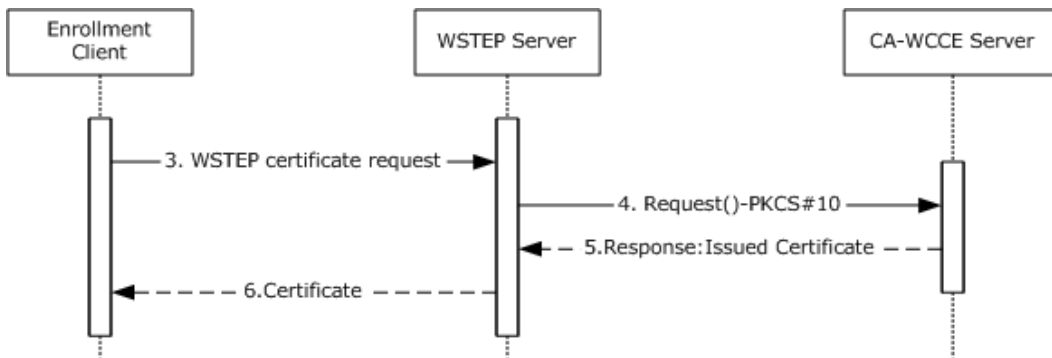 Enrollment
Client
WSTEP Server
CA-WCCE Server
3. WSTEP certificate request
4. Request()-PKCS#10
5.Response:Issued Certificate
6.Certificate